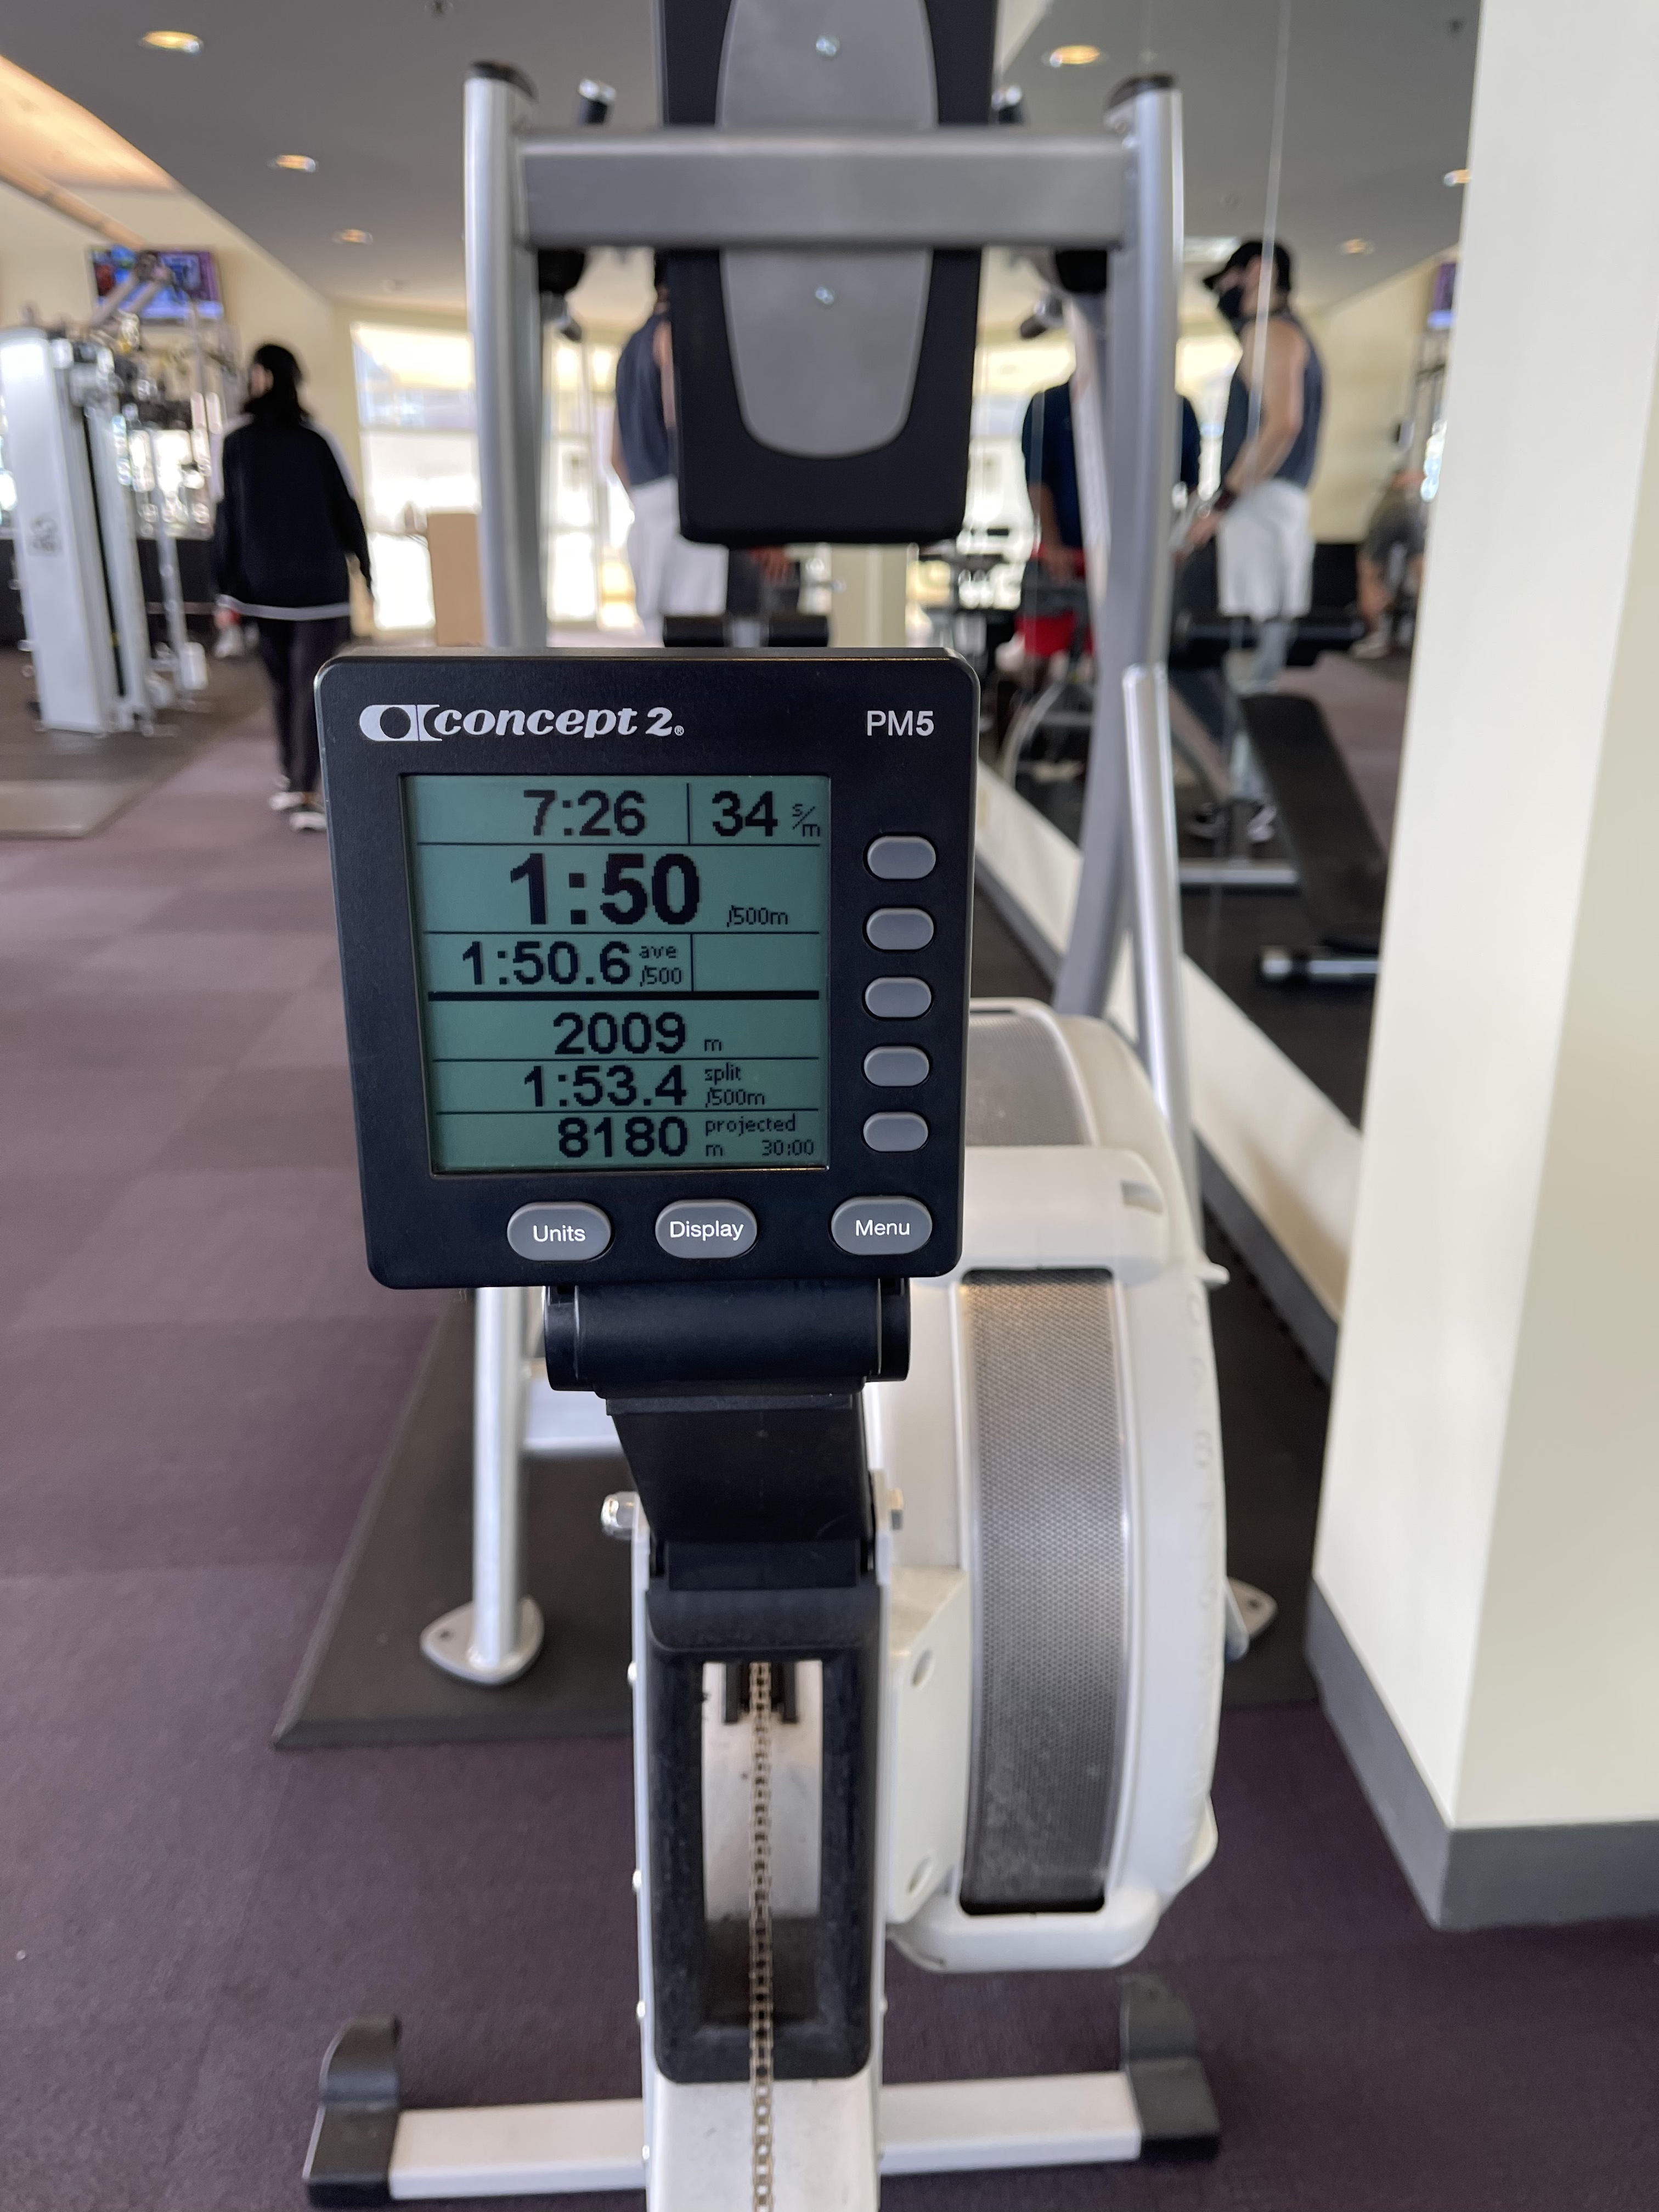 concept 2® PM5
7:26 34 s/m
1:50 /500m
1:50.6 ave /500
2009 m
1:53.4 split /500m
8180 projected m 30:00
Units Display Menu